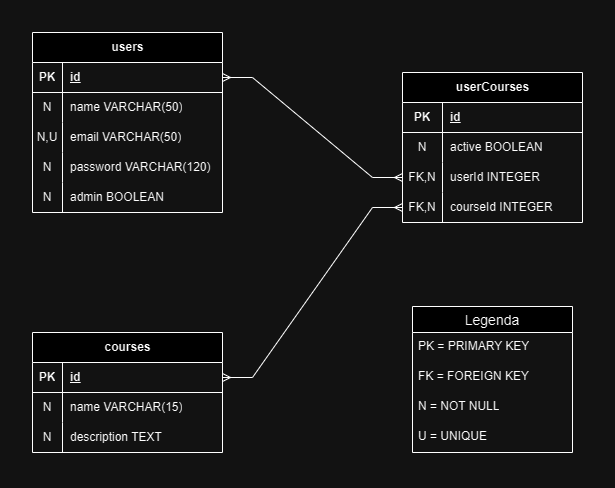 users
PK id
N name VARCHAR(50)
N,U email VARCHAR(50)
N password VARCHAR(120)
N admin BOOLEAN
userCourses
PK id
N active BOOLEAN
FK,N userId INTEGER
FK,N courseId INTEGER
courses
PK id
N name VARCHAR(15)
N description TEXT
Legenda
PK = PRIMARY KEY
FK = FOREIGN KEY
N = NOT NULL
U = UNIQUE